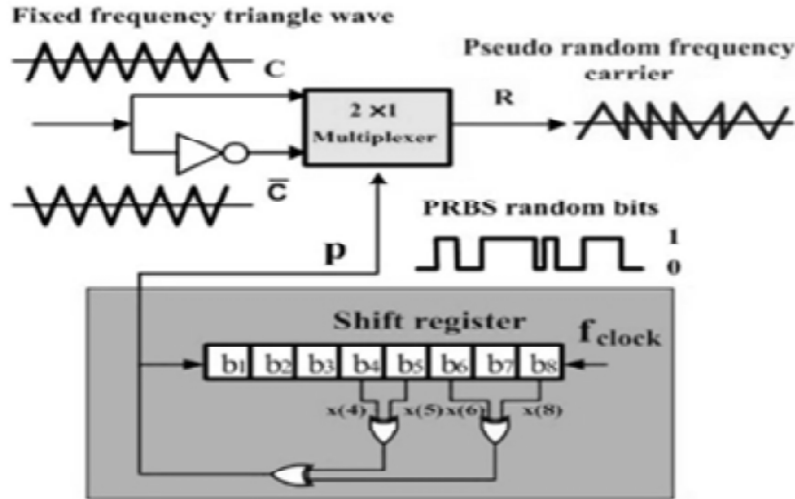 Fixed frequency triangle wave
Pseudo random frequency
carrier
C
R
2 ×1
Multiplexer
C̅
PRBS random bits
1
0
p
Shift register
f clock
b1 b2 b3 b4 b5 b6 b7 b8
x(4) x(5) x(6) x(8)